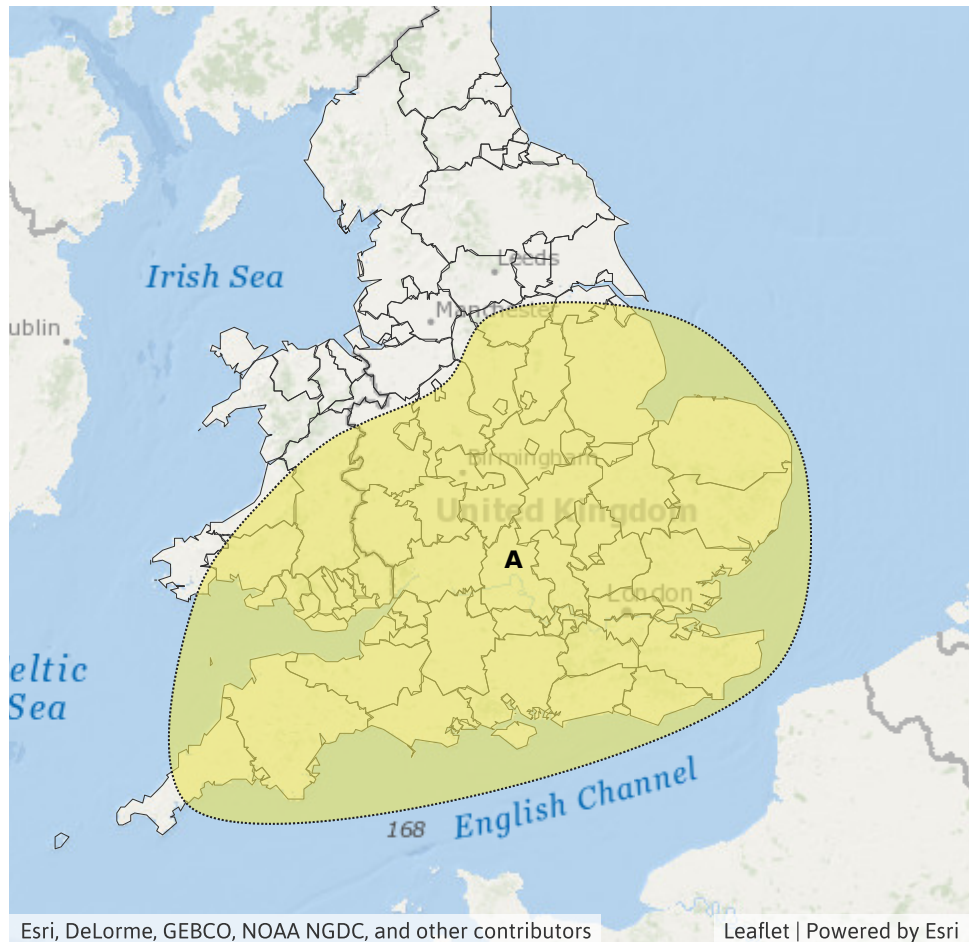 Leeds
Irish Sea
Manchester
ublin
Birmingham
United Kingdom
A
London
eltic
Sea
English Channel
168
Esri, DeLorme, GEBCO, NOAA NGDC, and other contributors
Leaflet | Powered by Esri